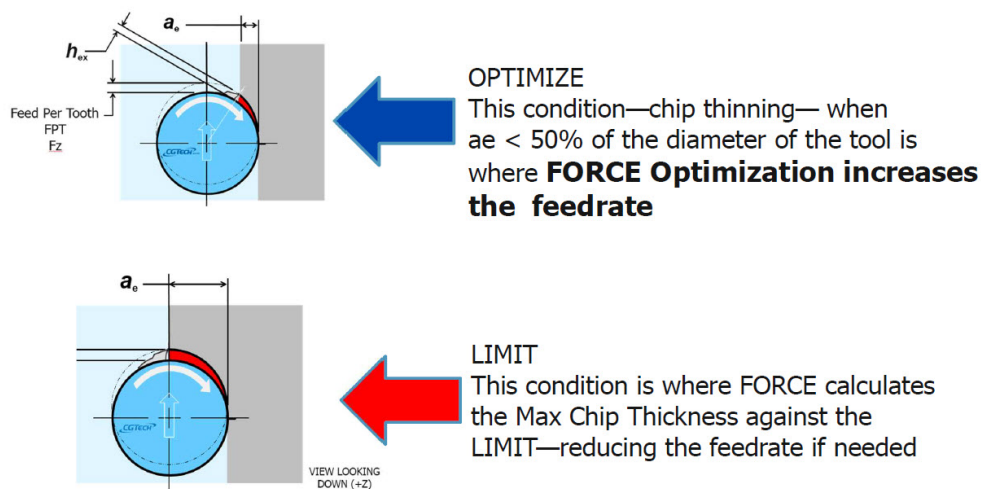 ae
hex
Feed Per Tooth
FPT
Fz
CGTECH
OPTIMIZE
This condition—chip thinning— when
ae < 50% of the diameter of the tool is
where FORCE Optimization increases
the feedrate
ae
CGTECH
VIEW LOOKING
DOWN (+Z)
LIMIT
This condition is where FORCE calculates
the Max Chip Thickness against the
LIMIT—reducing the feedrate if needed